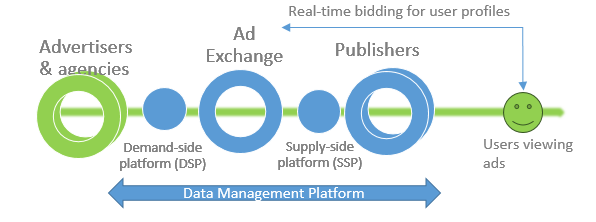 Real-time bidding for user profiles
Advertisers
& agencies
Ad
Exchange
Publishers
Demand-side
platform (DSP)
Supply-side
platform (SSP)
Users viewing
ads
Data Management Platform